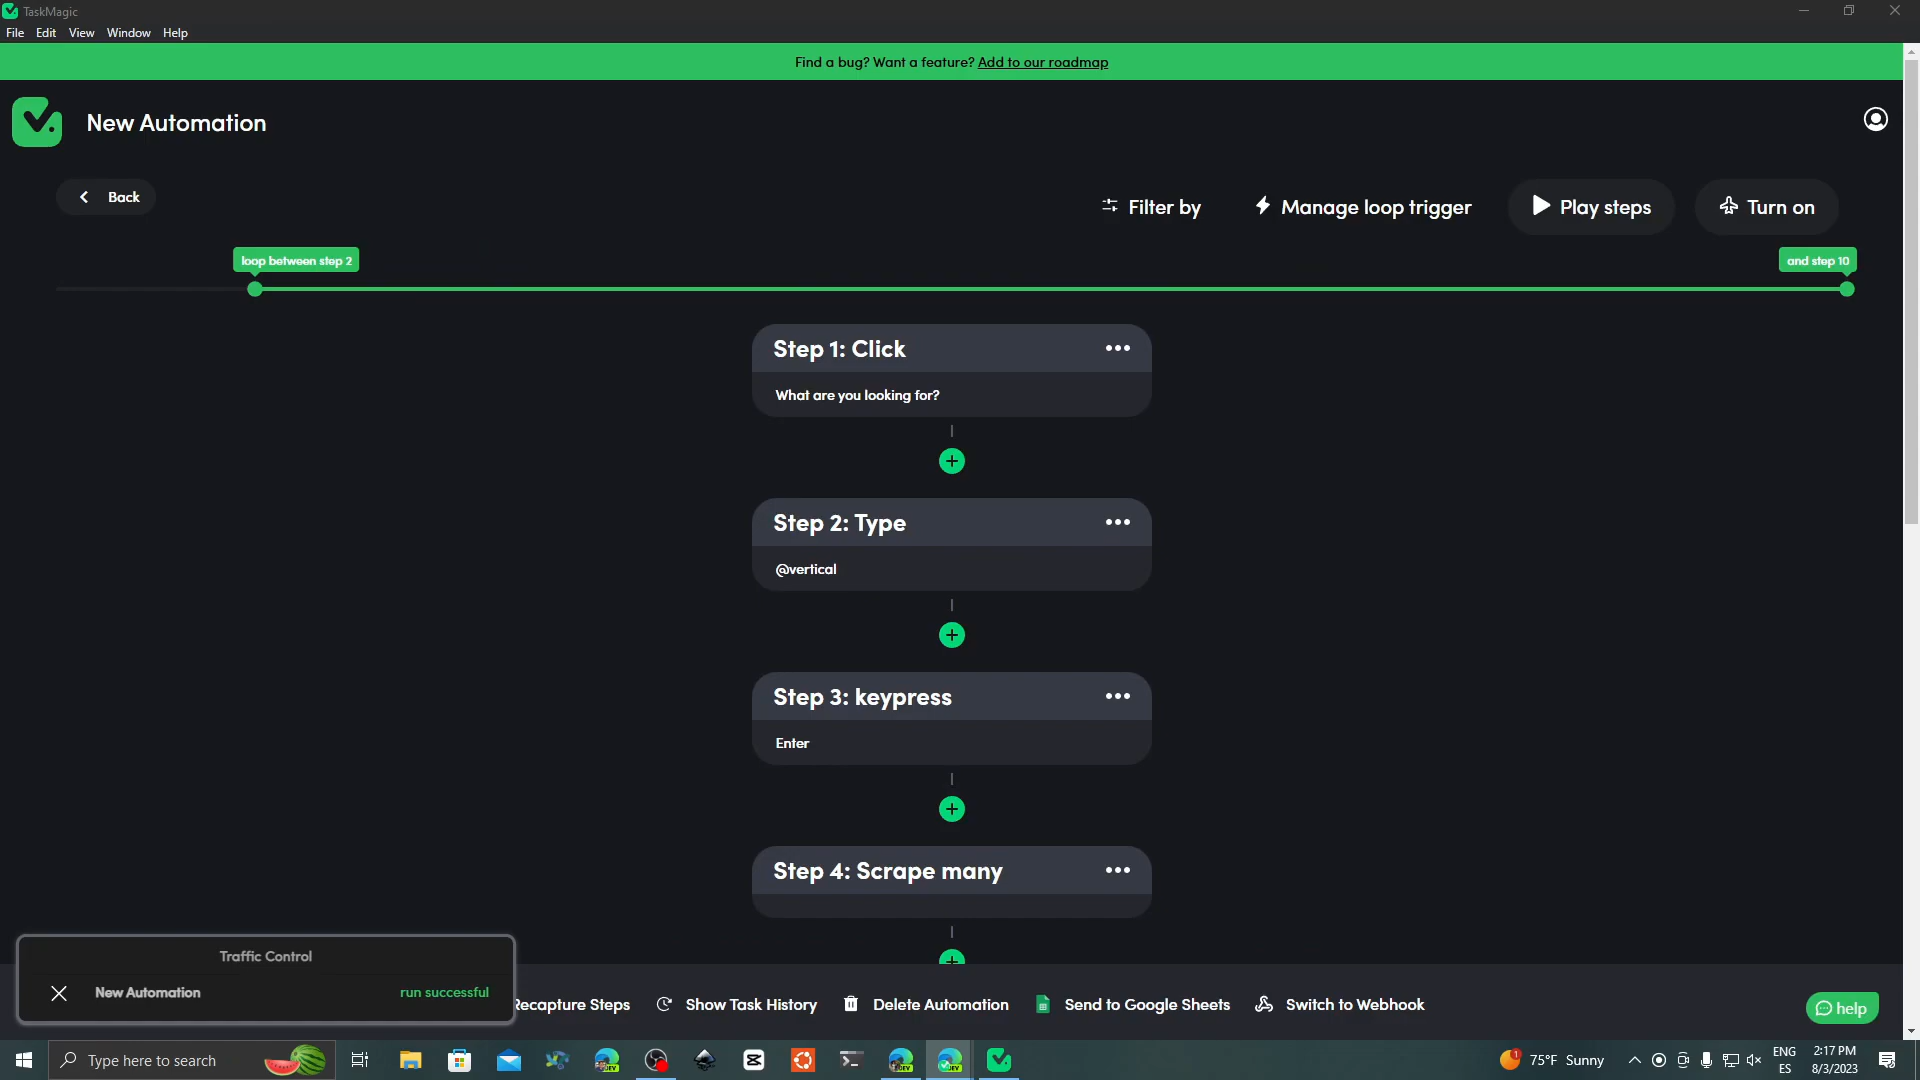 TaskMagic
File Edit View Window Help
Find a bug? Want a feature? Add to our roadmap
New Automation
Back
Filter by
Manage loop trigger
Play steps
Turn on
loop between step 2
and step 10
Step 1: Click
What are you looking for?
Step 2: Type
@vertical
Step 3: keypress
Enter
Step 4: Scrape many
Traffic Control
New Automation
run successful
Recapture Steps
Show Task History
Delete Automation
Send to Google Sheets
Switch to Webhook
help
Type here to search
75°F Sunny
ENG
ES
2:17 PM
8/3/2023